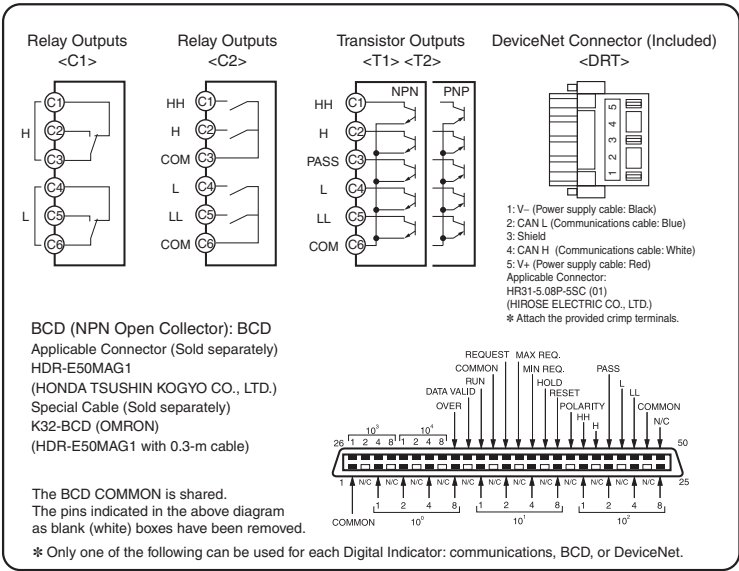 Relay Outputs
<C1>
C1
C2
C3
C4
C5
C6
H
L
Relay Outputs
<C2>
HH
H
COM
L
LL
COM
C1
C2
C3
C4
C5
C6
Transistor Outputs
<T1> <T2>
NPN
PNP
HH
H
PASS
L
LL
COM
C1
C2
C3
C4
C5
C6
DeviceNet Connector (Included)
<DRT>
1 2 3 4 5
1: V– (Power supply cable: Black)
2: CAN L (Communications cable: Blue)
3: Shield
4: CAN H (Communications cable: White)
5: V+ (Power supply cable: Red)
Applicable Connector:
HR31-5.08P-5SC (01)
(HIROSE ELECTRIC CO., LTD.)
✻ Attach the provided crimp terminals.
BCD (NPN Open Collector): BCD
Applicable Connector (Sold separately)
HDR-E50MAG1
(HONDA TSUSHIN KOGYO CO., LTD.)
Special Cable (Sold separately)
K32-BCD (OMRON)
(HDR-E50MAG1 with 0.3-m cable)
The BCD COMMON is shared.
The pins indicated in the above diagram
as blank (white) boxes have been removed.
REQUEST
MAX REQ.
COMMON
MIN REQ.
PASS
RUN
HOLD
L
DATA VALID
RESET
LL
OVER
POLARITY
COMMON
HH
H
N/C
10³
10⁴
26
1 2 4 8
1 2 4 8
50
1
N/C N/C N/C N/C N/C N/C N/C N/C N/C N/C N/C N/C
25
1 2 4 8
1 2 4 8
1 2 4 8
COMMON
10⁰
10¹
10²
✻ Only one of the following can be used for each Digital Indicator: communications, BCD, or DeviceNet.